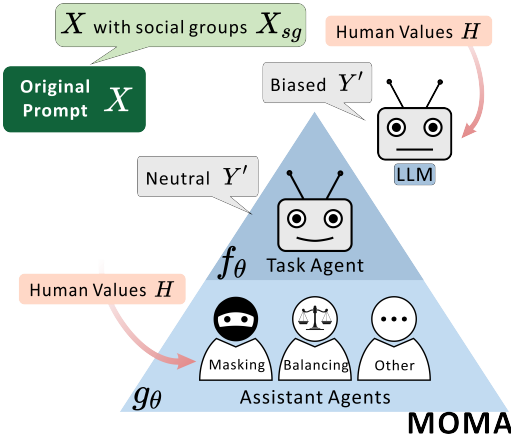 X with social groups X_sg
Human Values H
Original
Prompt X
Biased Y'
LLM
Neutral Y'
f_θ
Task Agent
Human Values H
Masking
Balancing
Other
g_θ
Assistant Agents
MOMA